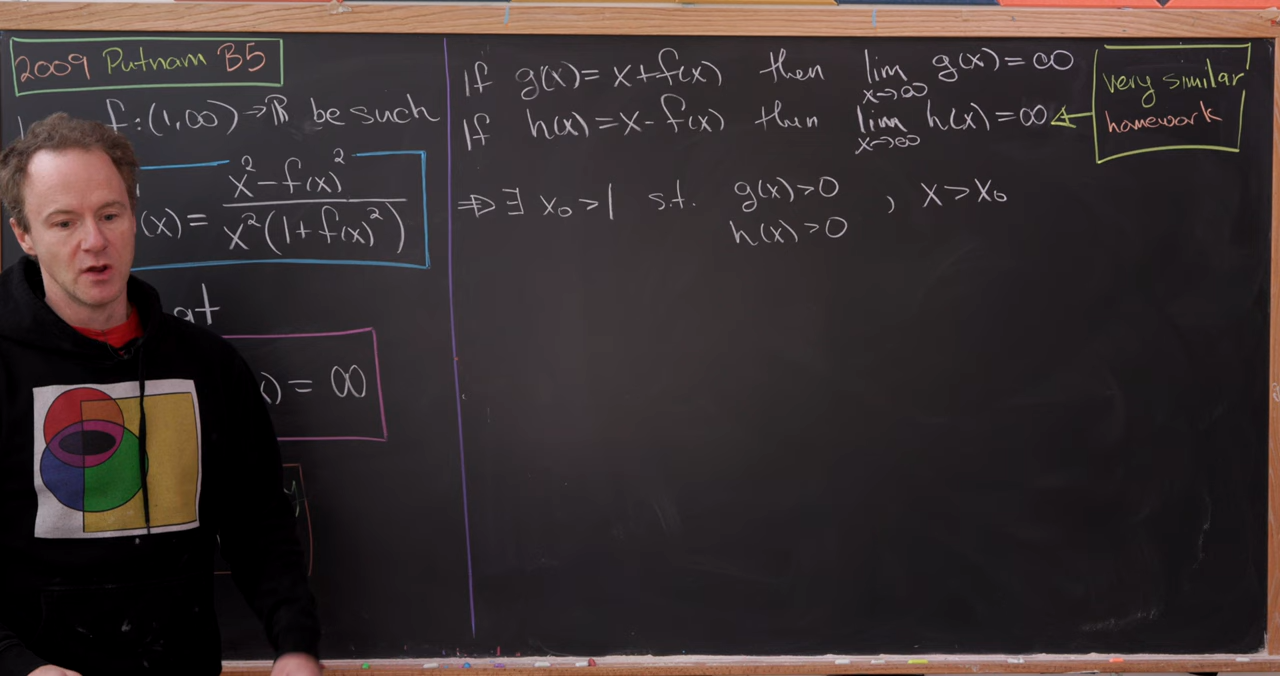 2009 Putnam B5
f:(1,∞)→ℝ be such
(x) = (x² - f(x)²) / (x²(1+f(x)²))
at
x) = ∞
If g(x) = x+f(x) then lim x→∞ g(x) = ∞
If h(x) = x-f(x) then lim x→∞ h(x) = ∞ ←
very similar
homework
⇒ ∃ x₀>1 s.t. g(x)>0 , x>x₀
h(x)>0